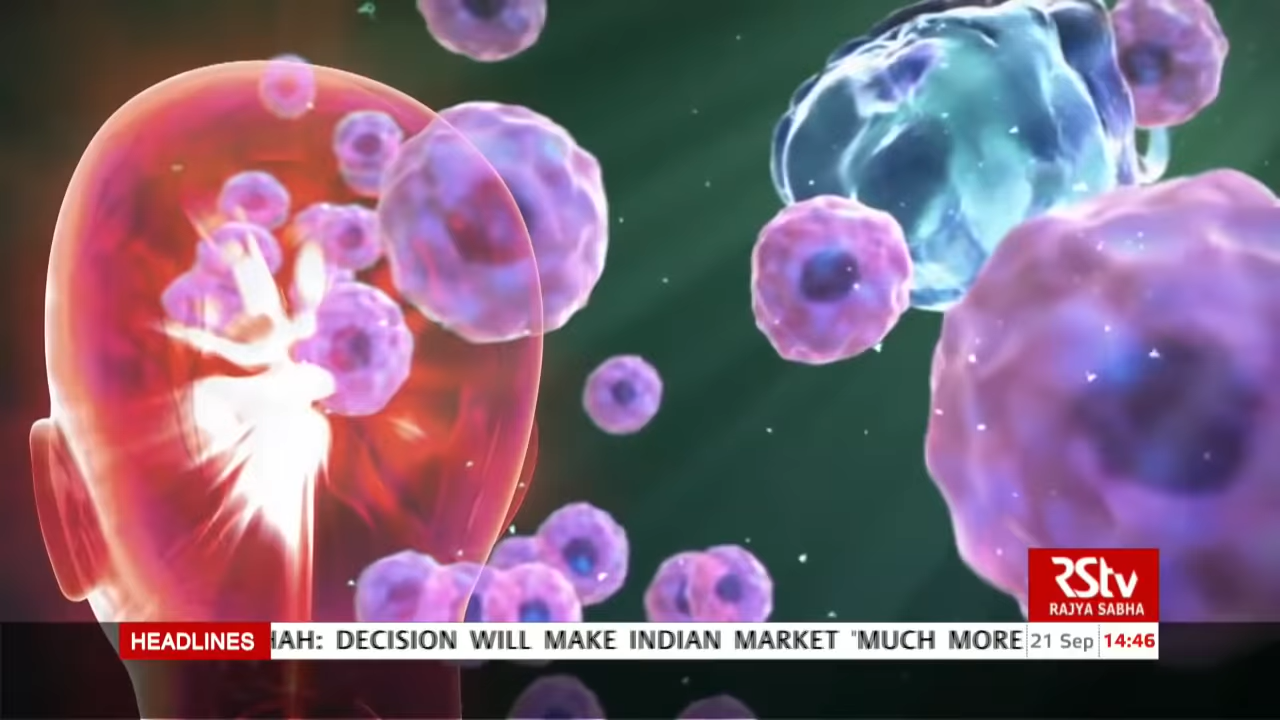 RStv
RAJYA SABHA
HEADLINES
HAH: DECISION WILL MAKE INDIAN MARKET "MUCH MORE
21 Sep
14:46